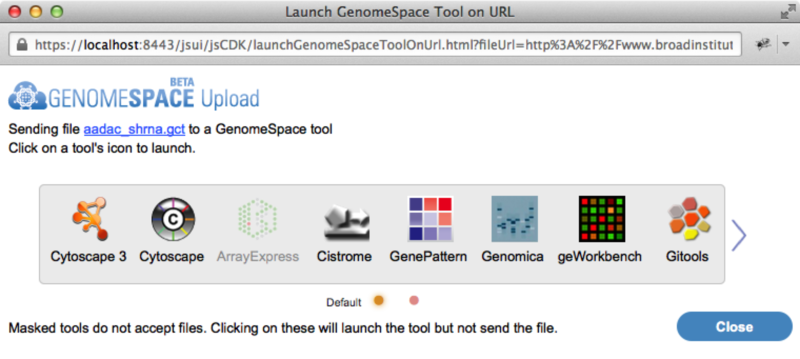 Launch GenomeSpace Tool on URL
https://localhost:8443/jsui/jsCDK/launchGenomeSpaceToolOnUrl.html?fileUrl=http%3A%2F%2Fwww.broadinstitut
BETA
GENOMESPACE Upload
Sending file aadac_shrna.gct to a GenomeSpace tool
Click on a tool's icon to launch.
C
Cytoscape 3 Cytoscape ArrayExpress Cistrome GenePattern Genomica geWorkbench Gitools
Default
Masked tools do not accept files. Clicking on these will launch the tool but not send the file.
Close